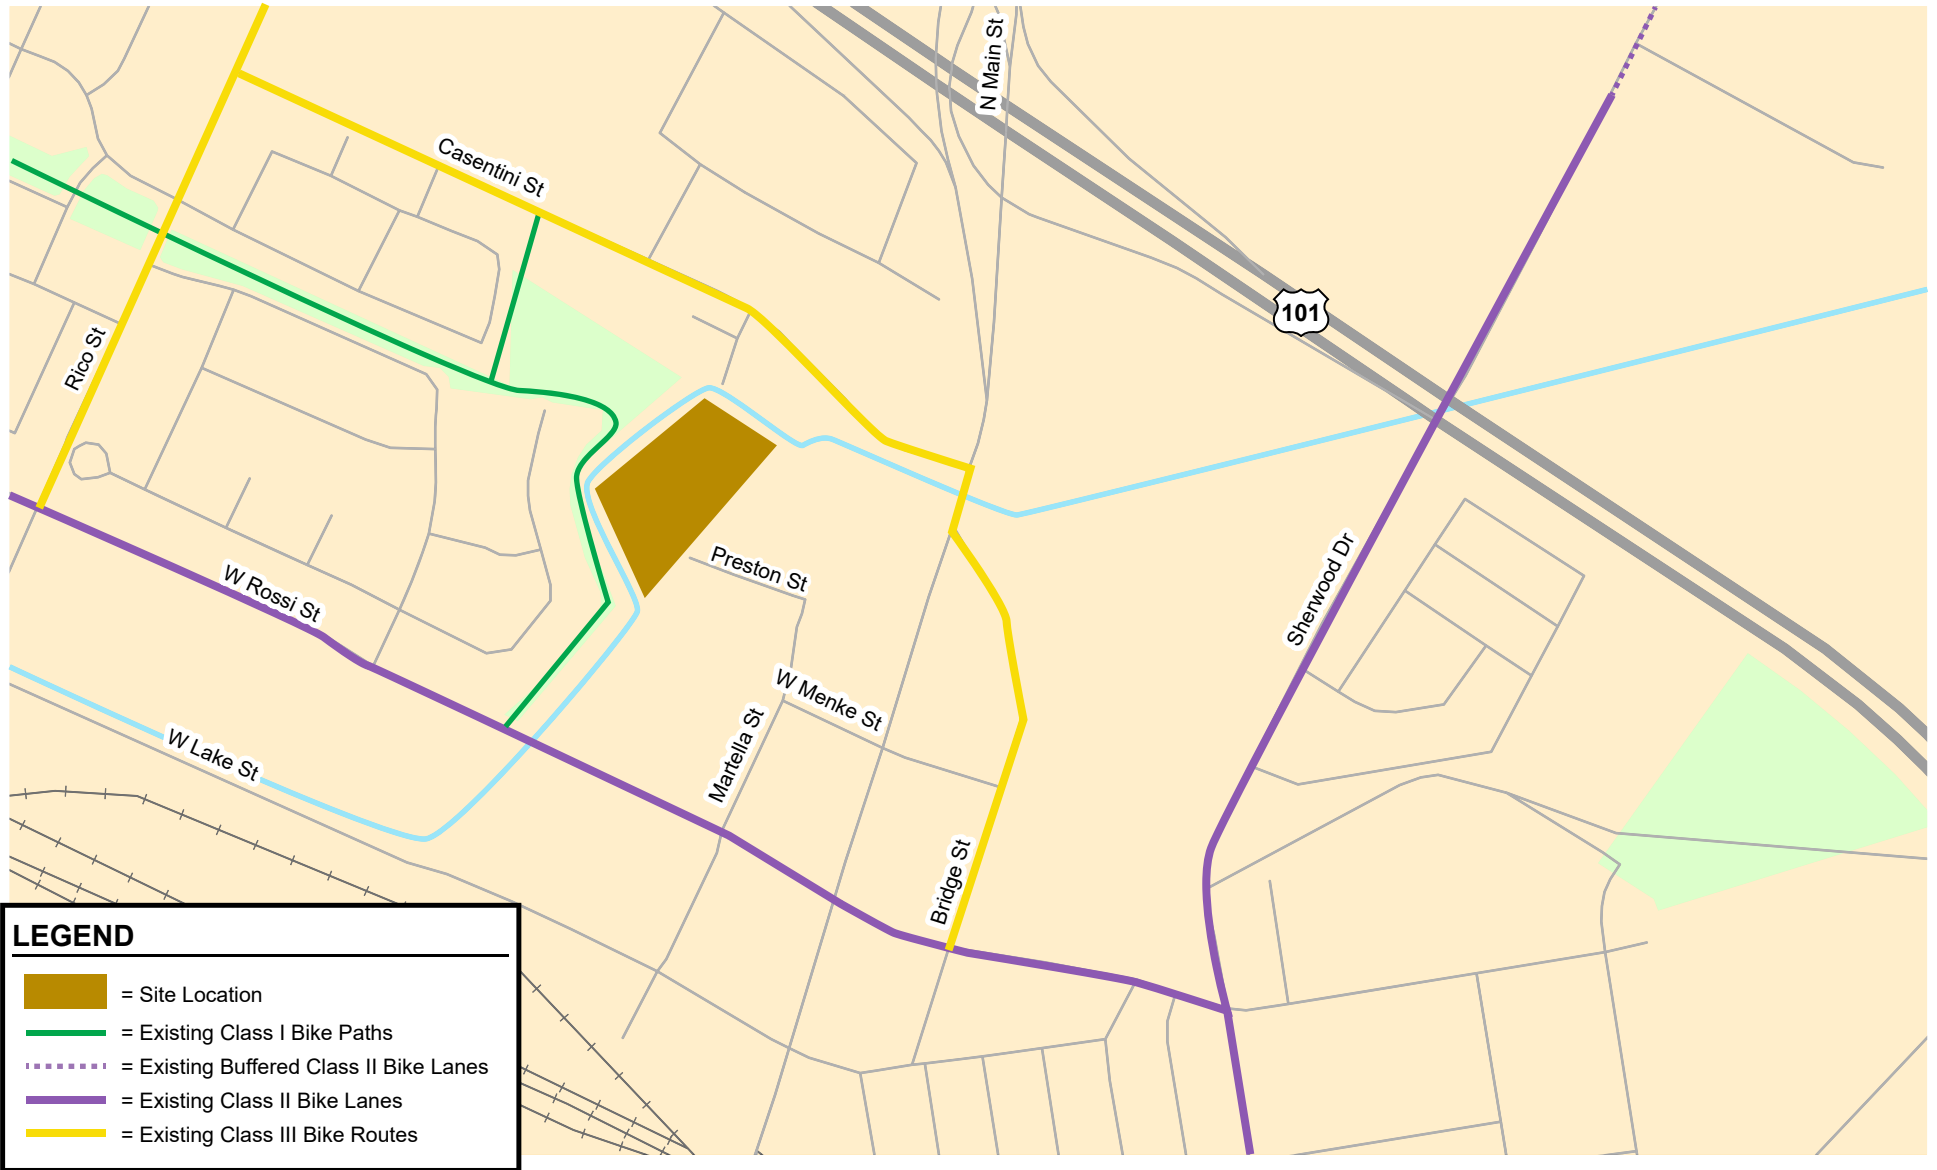 N Main St
Casentini St
101
Rico St
Sherwood Dr
Preston St
W Rossi St
W Menke St
Martella St
W Lake St
Bridge St
LEGEND
= Site Location
= Existing Class I Bike Paths
= Existing Buffered Class II Bike Lanes
= Existing Class II Bike Lanes
= Existing Class III Bike Routes